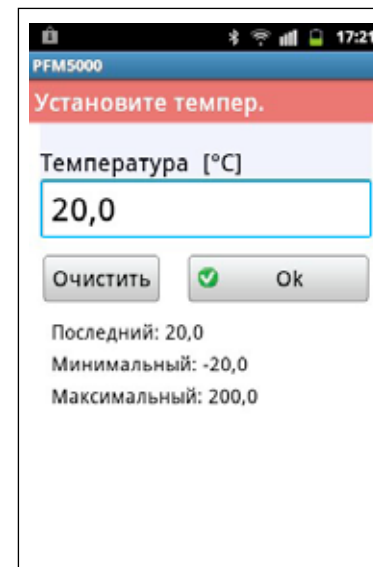 17:21
PFM5000
Установите темпер.
Температура [°C]
20,0
Очистить Ok
Последний: 20,0
Минимальный: -20,0
Максимальный: 200,0